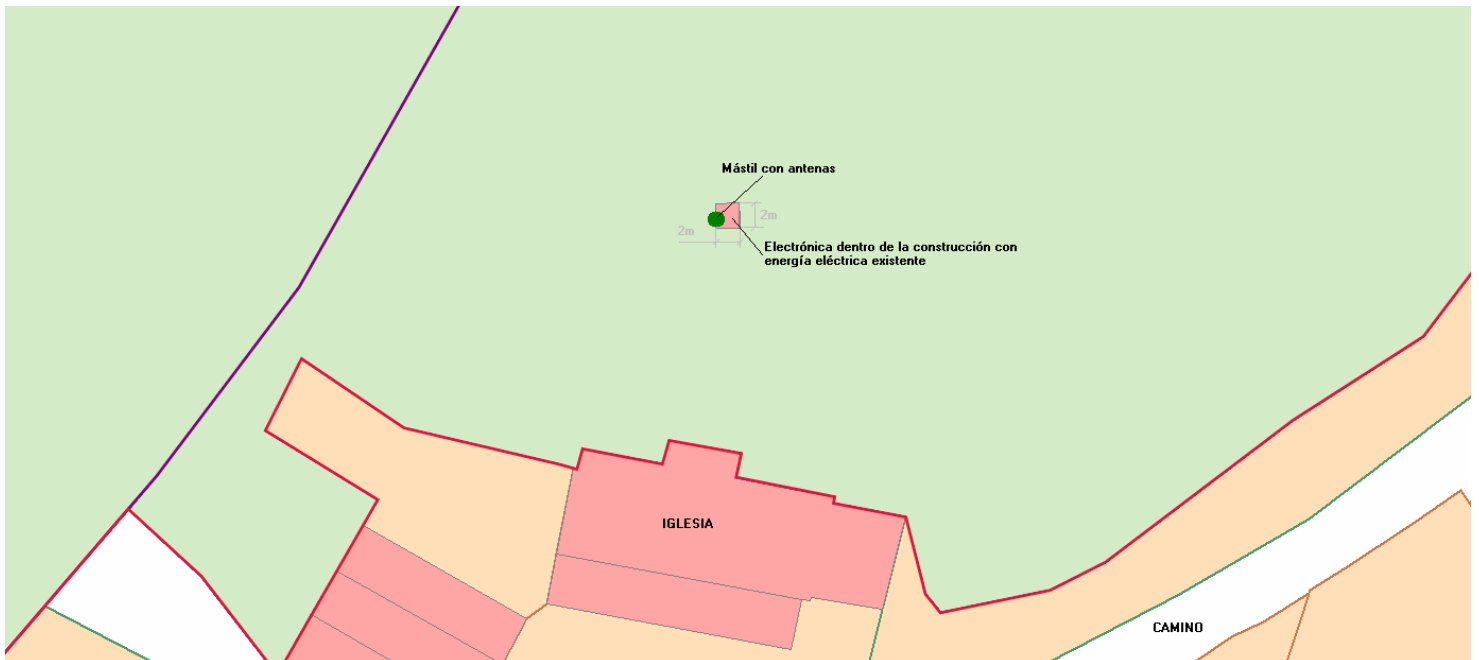 Mástil con antenas
2m
2m
Electrónica dentro de la construcción con
energía eléctrica existente
IGLESIA
CAMINO